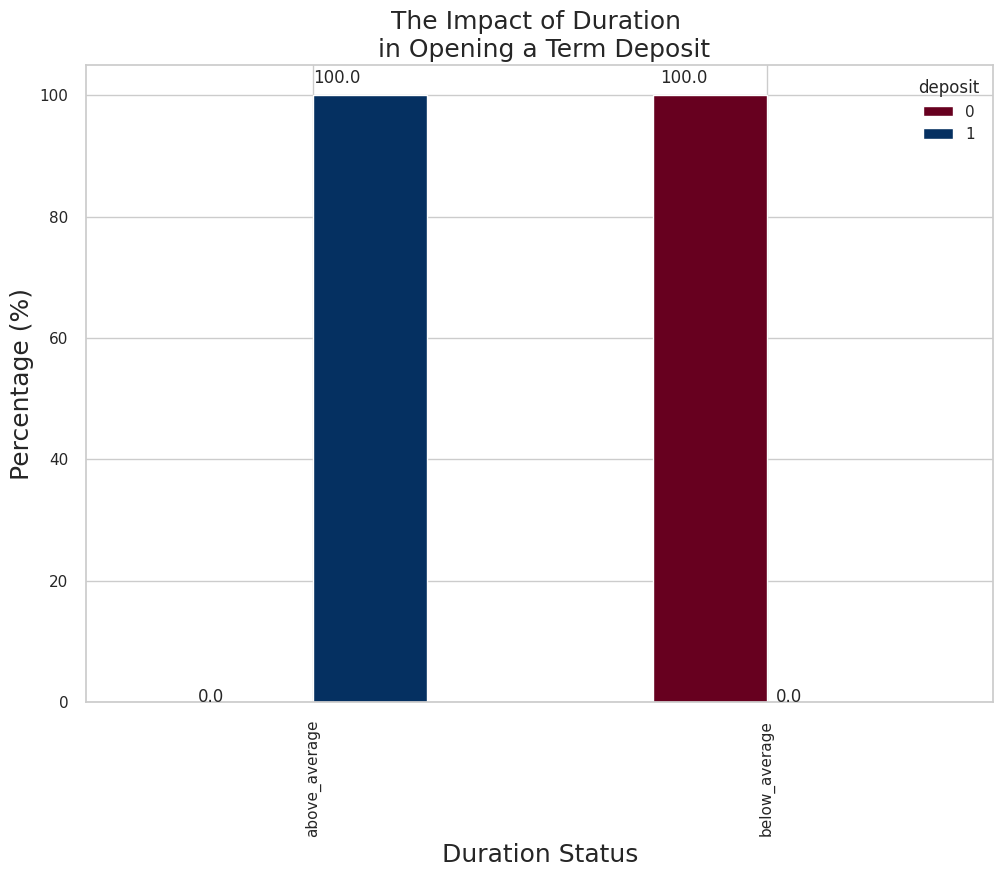 The Impact of Duration
in Opening a Term Deposit
100.0
100.0
deposit
0
1
100
80
60
40
20
0
Percentage (%)
0.0
0.0
above_average
below_average
Duration Status